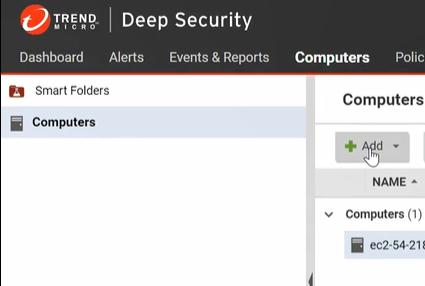 TREND MICRO Deep Security
Dashboard Alerts Events & Reports Computers Polic
Smart Folders
Computers
Computers
Add
NAME
Computers (1)
ec2-54-218